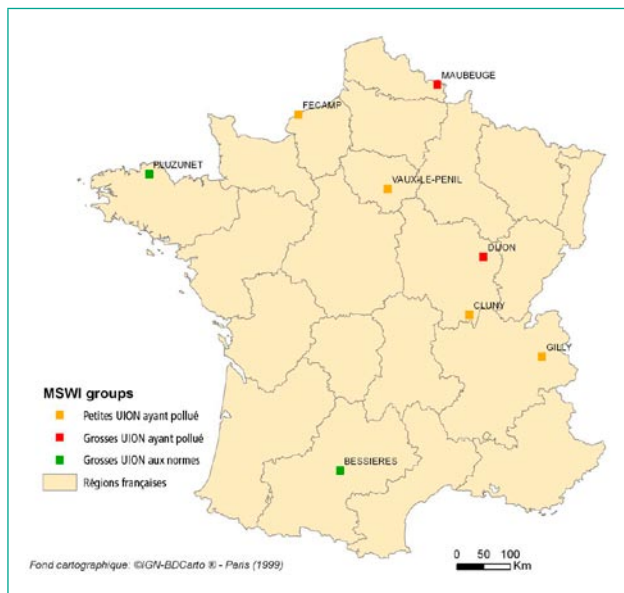 MAUBEUGE
FECAMP
PLUZUNET
VAUX-LE-PENIL
DIJON
CLUNY
GILLY
BESSIERES
MSWI groups
Petites UION ayant pollué
Grosses UION ayant pollué
Grosses UION aux normes
Régions françaises
0 50 100
Km
Fond cartographique: ©IGN-BDCarto ® - Paris (1999)